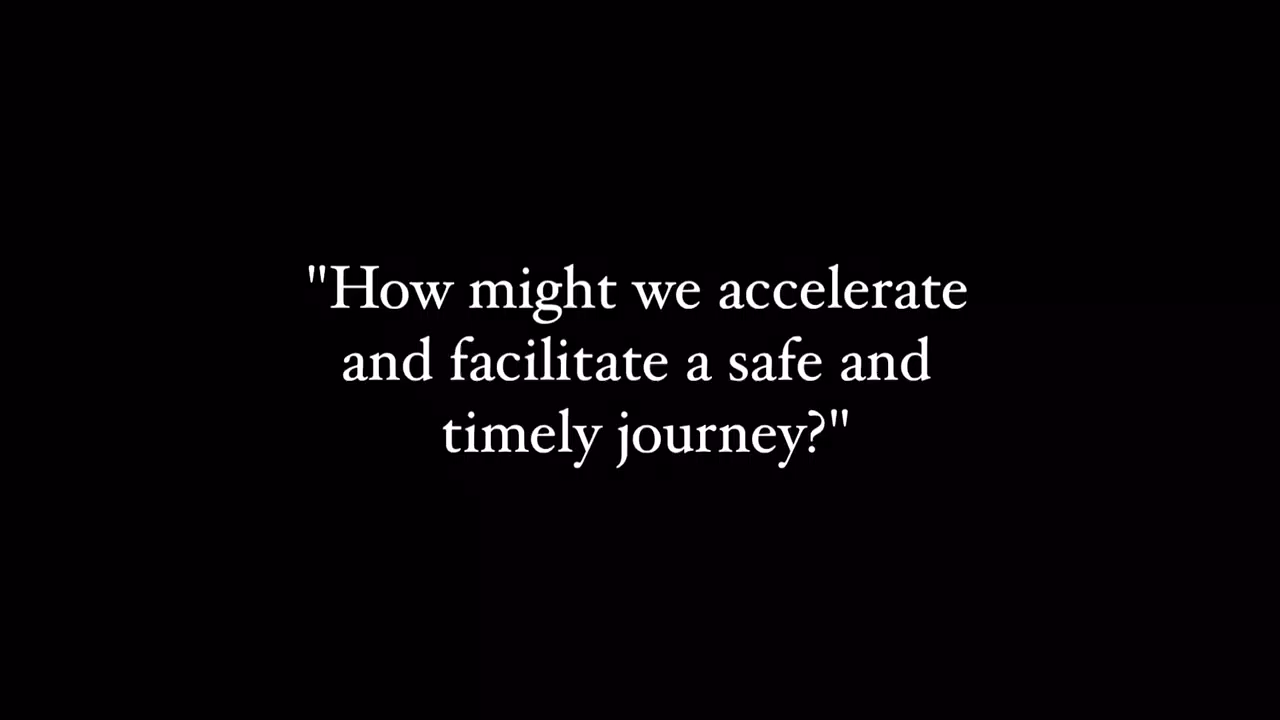 "How might we accelerate
and facilitate a safe and
timely journey?"